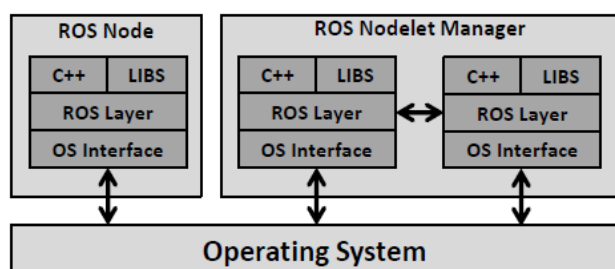 ROS Node
C++ LIBS
ROS Layer
OS Interface
ROS Nodelet Manager
C++ LIBS
ROS Layer
OS Interface
C++ LIBS
ROS Layer
OS Interface
Operating System